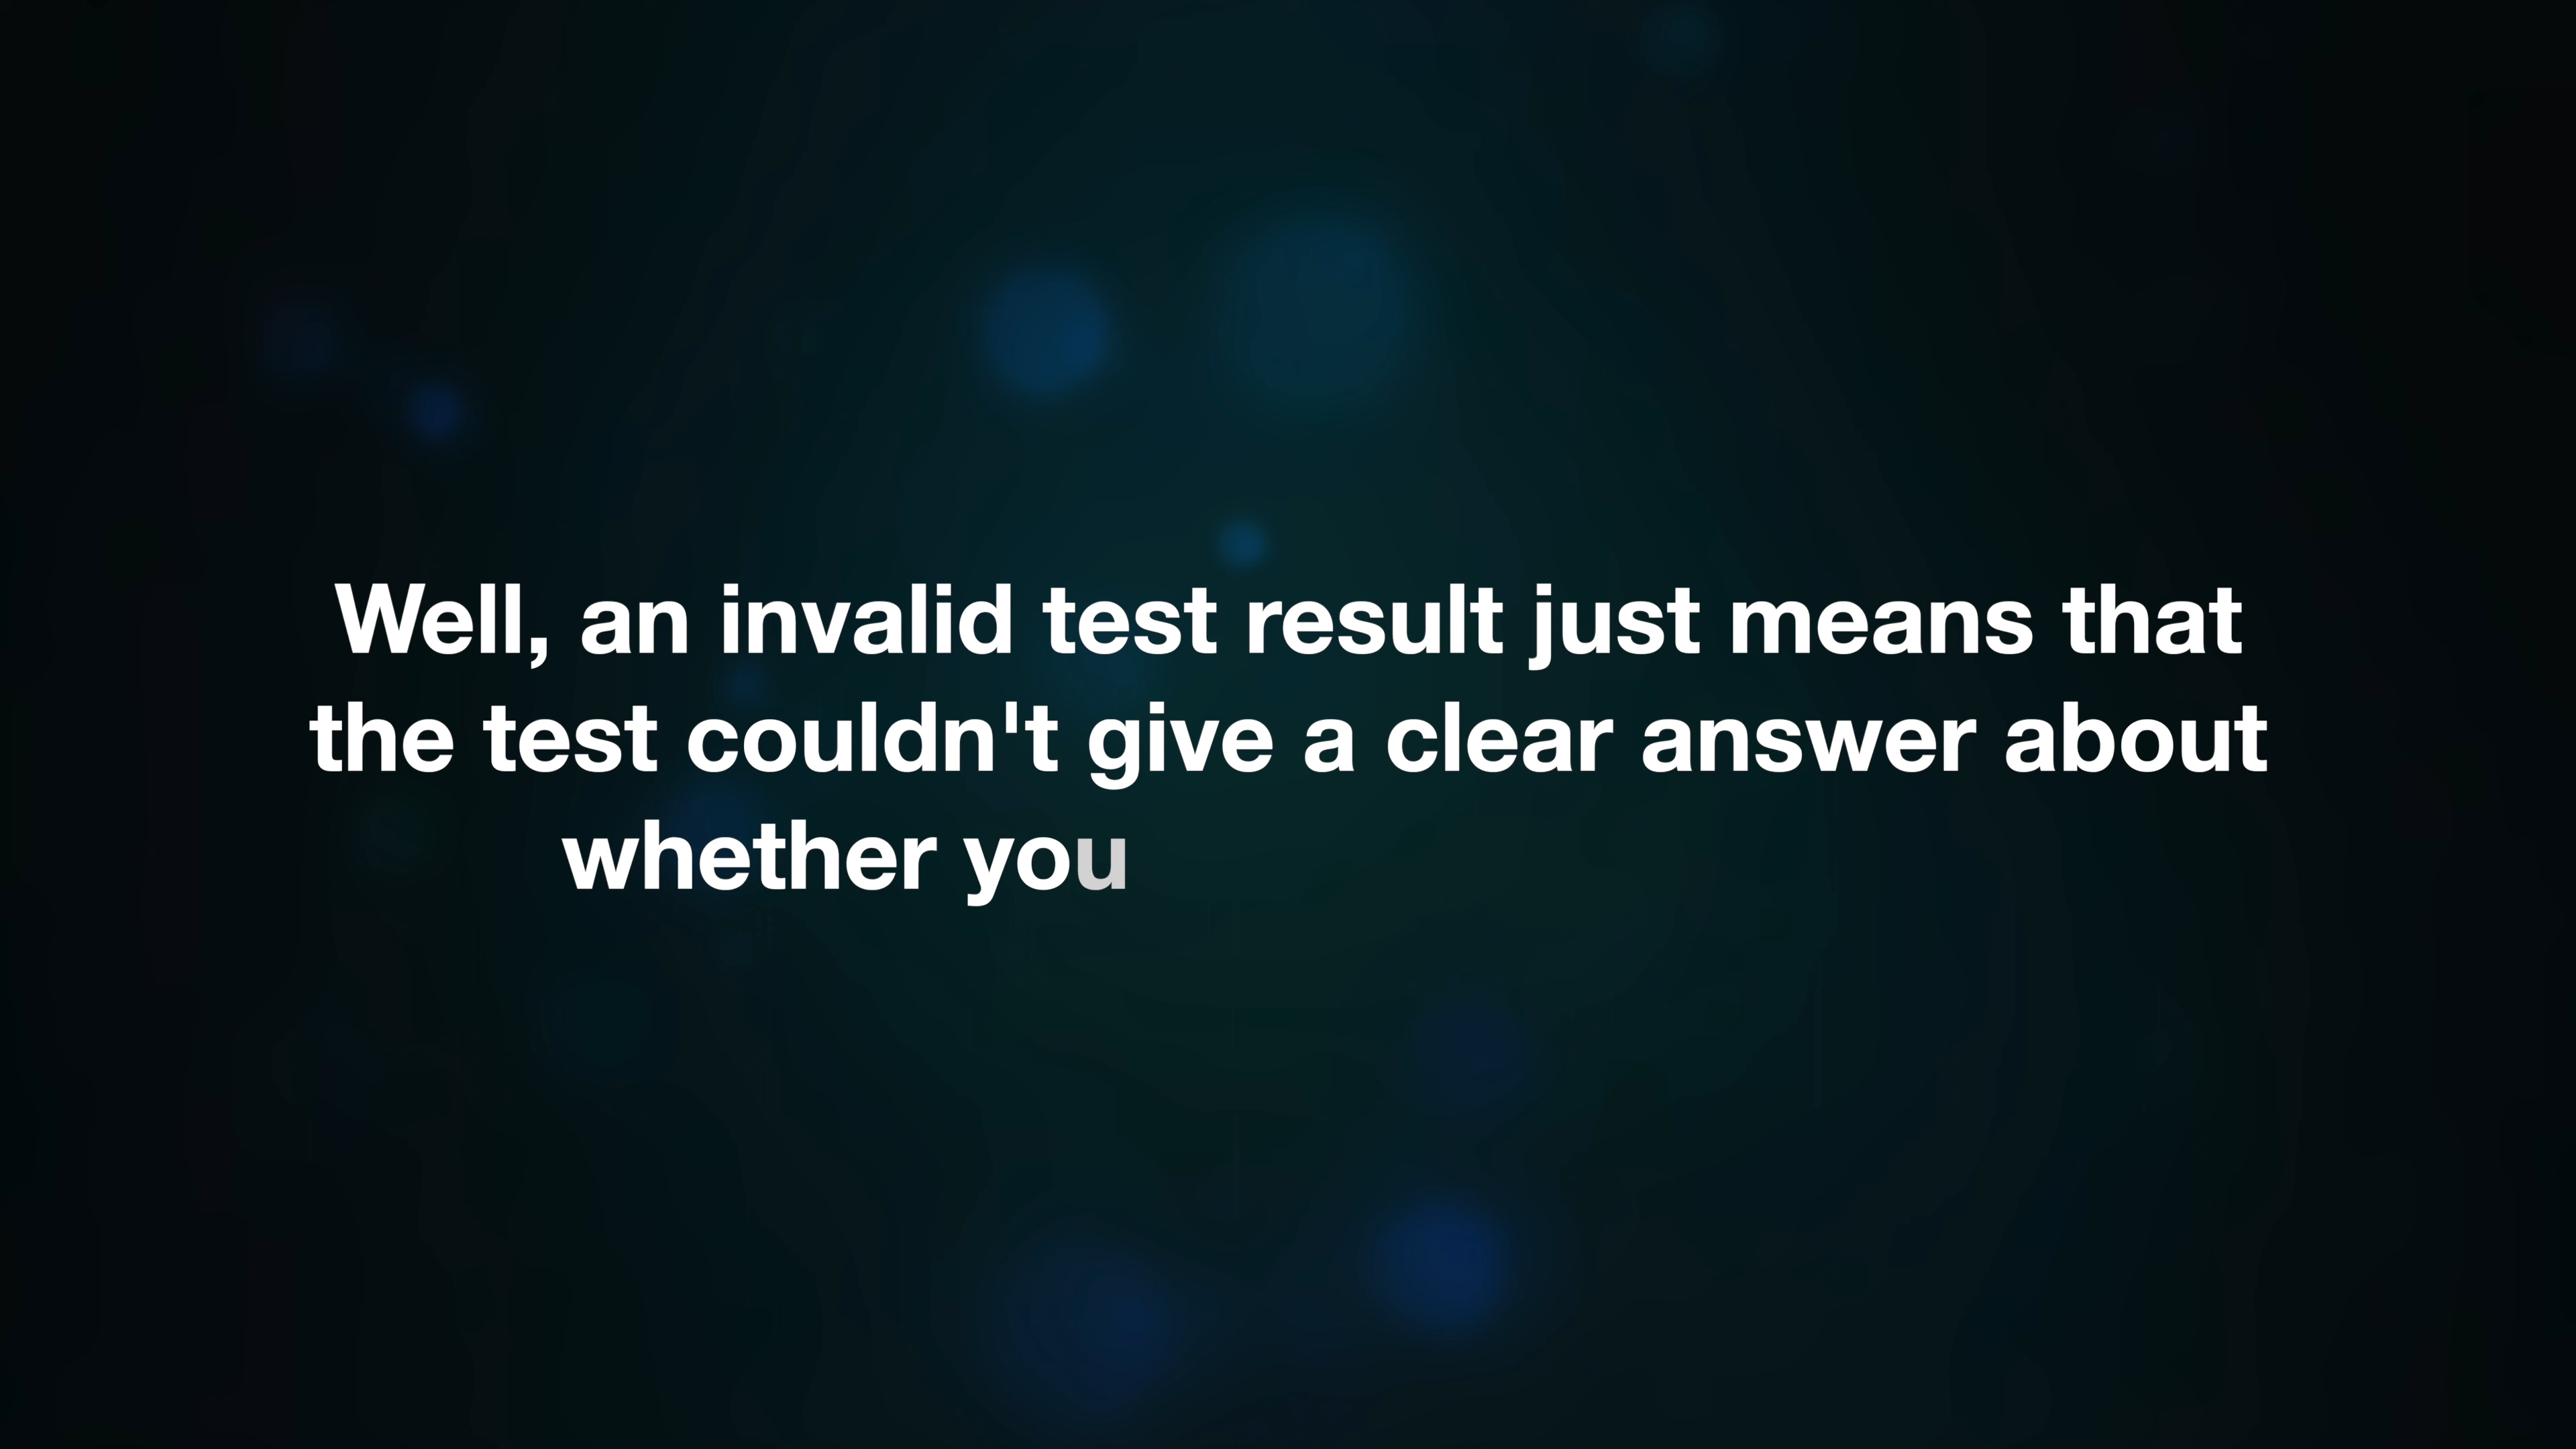 Well, an invalid test result just means that
the test couldn't give a clear answer about
whether you